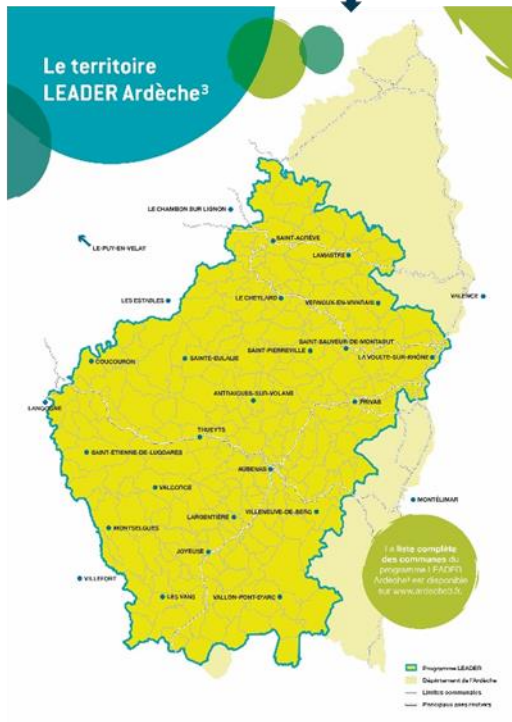 Le territoire
LEADER Ardèche³
LE CHAMBON SUR LIGNON
SAINT-AGRÈVE
LE-PUY-EN-VELAY
LAMASTRE
LES ESTABLES
LE CHEYLARD
VERNOUX-EN-VIVARAIS
VALENCE
SAINT-SAUVEUR-DE-MONTAGUT
SAINT-PIERREVILLE
LA VOULTE-SUR-RHÔNE
COUCOURON
SAINTE-EULALIE
ANTRAIGUES-SUR-VOLANE
PRIVAS
LANGOGNE
THUEYTS
SAINT-ÉTIENNE-DE-LUGDARÈS
AUBENAS
VALGORGE
MONTÉLIMAR
LARGENTIÈRE
VILLENEUVE-DE-BERG
MONTSELGUES
JOYEUSE
La liste complète
des communes du
programme LEADER
Ardèche³ est disponible
sur www.ardeche3.fr.
VILLEFORT
LES VANS
VALLON-PONT-D'ARC
Programme LEADER
Département de l'Ardèche
Limites communales
Principaux axes routiers